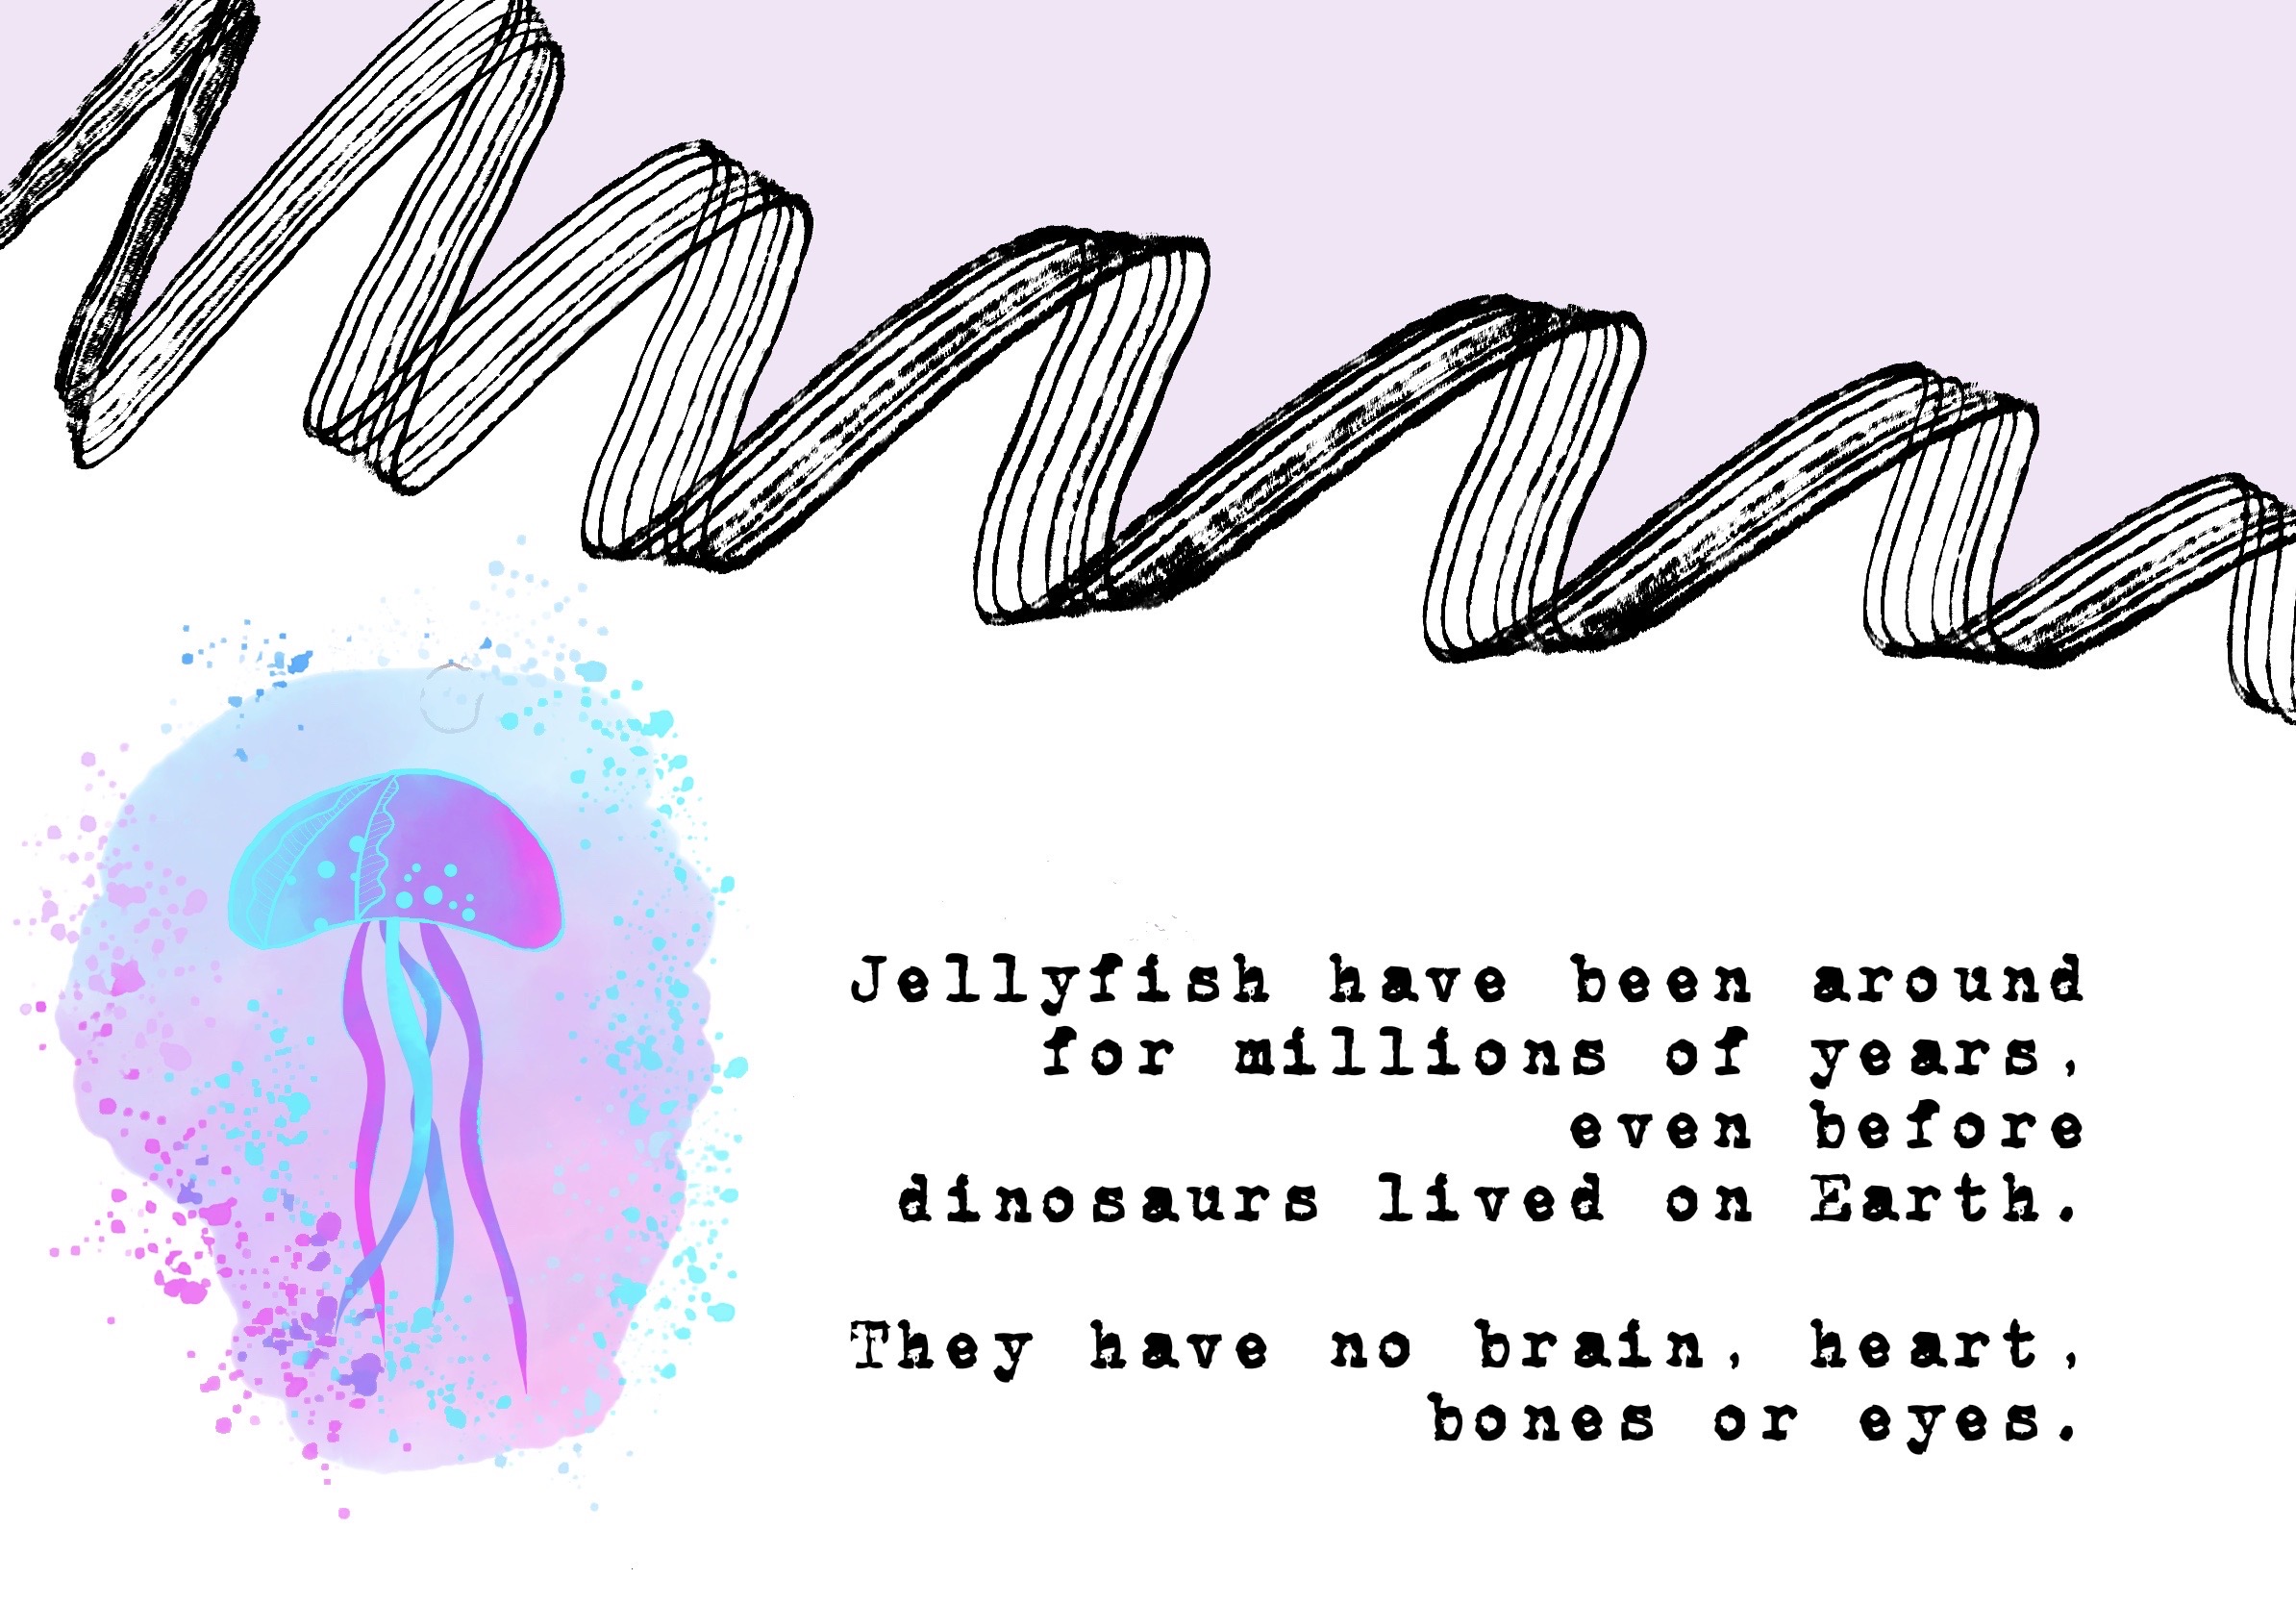 Jellyfish have been around
for millions of years,
even before
dinosaurs lived on Earth.
They have no brain, heart,
bones or eyes.